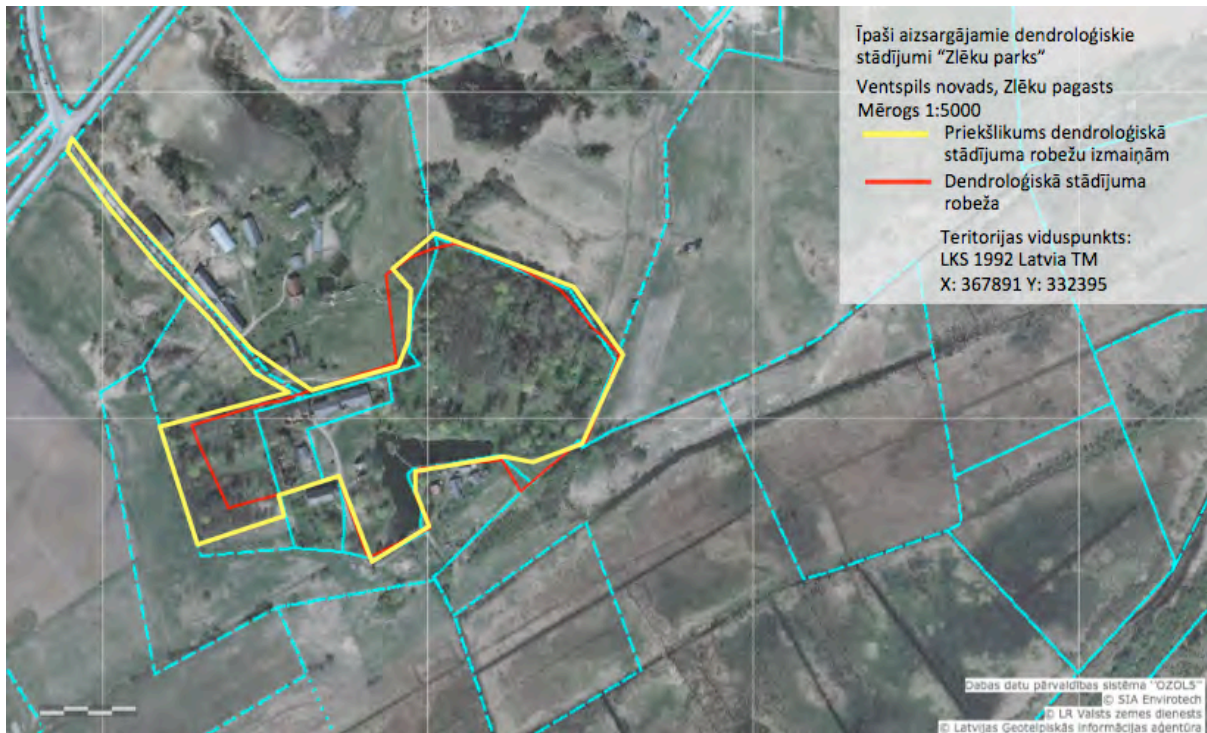 Īpaši aizsargājamie dendroloģiskie
stādījumi “Zlēku parks”
Ventspils novads, Zlēku pagasts
Mērogs 1:5000
Priekšlikums dendroloģiskā
stādījuma robežu izmaiņām
Dendroloģiskā stādījuma
robeža
Teritorijas viduspunkts:
LKS 1992 Latvia TM
X: 367891 Y: 332395
Dabas datu pārvaldības sistēma "OZOLS"
© SIA Envirotech
© LR Valsts zemes dienests
© Latvijas Ģeotelpiskās informācijas aģentūra